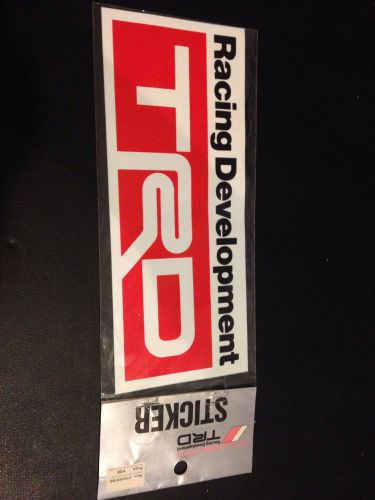 Racing Development
TRD
TRD
Racing Development
STICKER